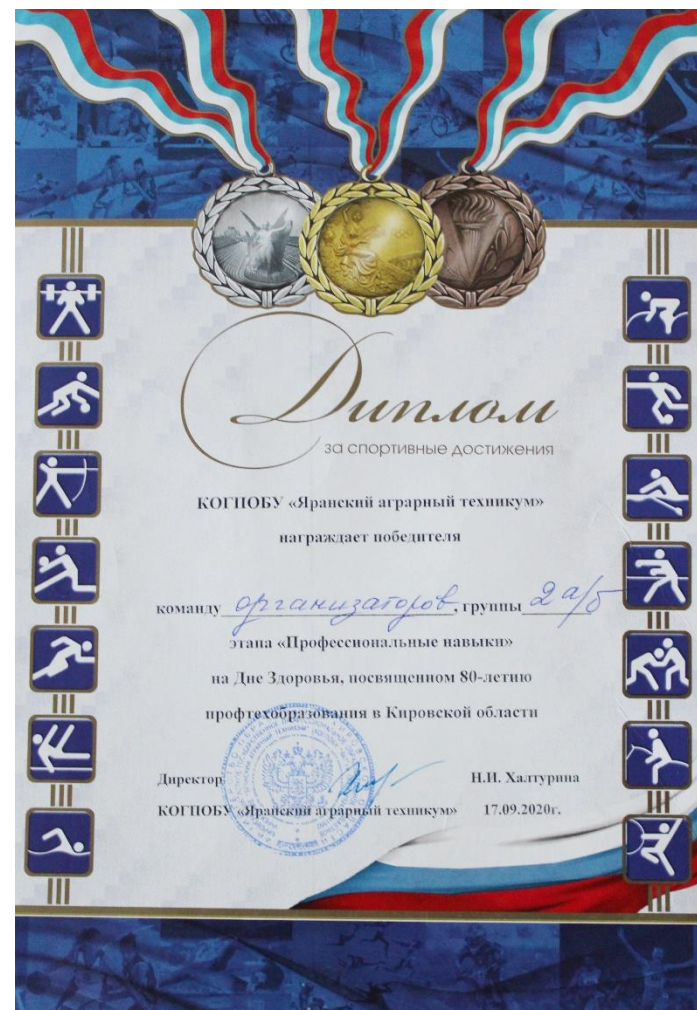 Диплом
за спортивные достижения
КОГПОБУ «Яранский аграрный техникум»
награждает победителя
команду организаторов, группы 2 а/б
этапа «Профессиональные навыки»
на Дне Здоровья, посвященном 80-летию
профтехобразования в Кировской области
Директор Н.И. Халтурина
КОГПОБУ «Яранский аграрный техникум» 17.09.2020г.